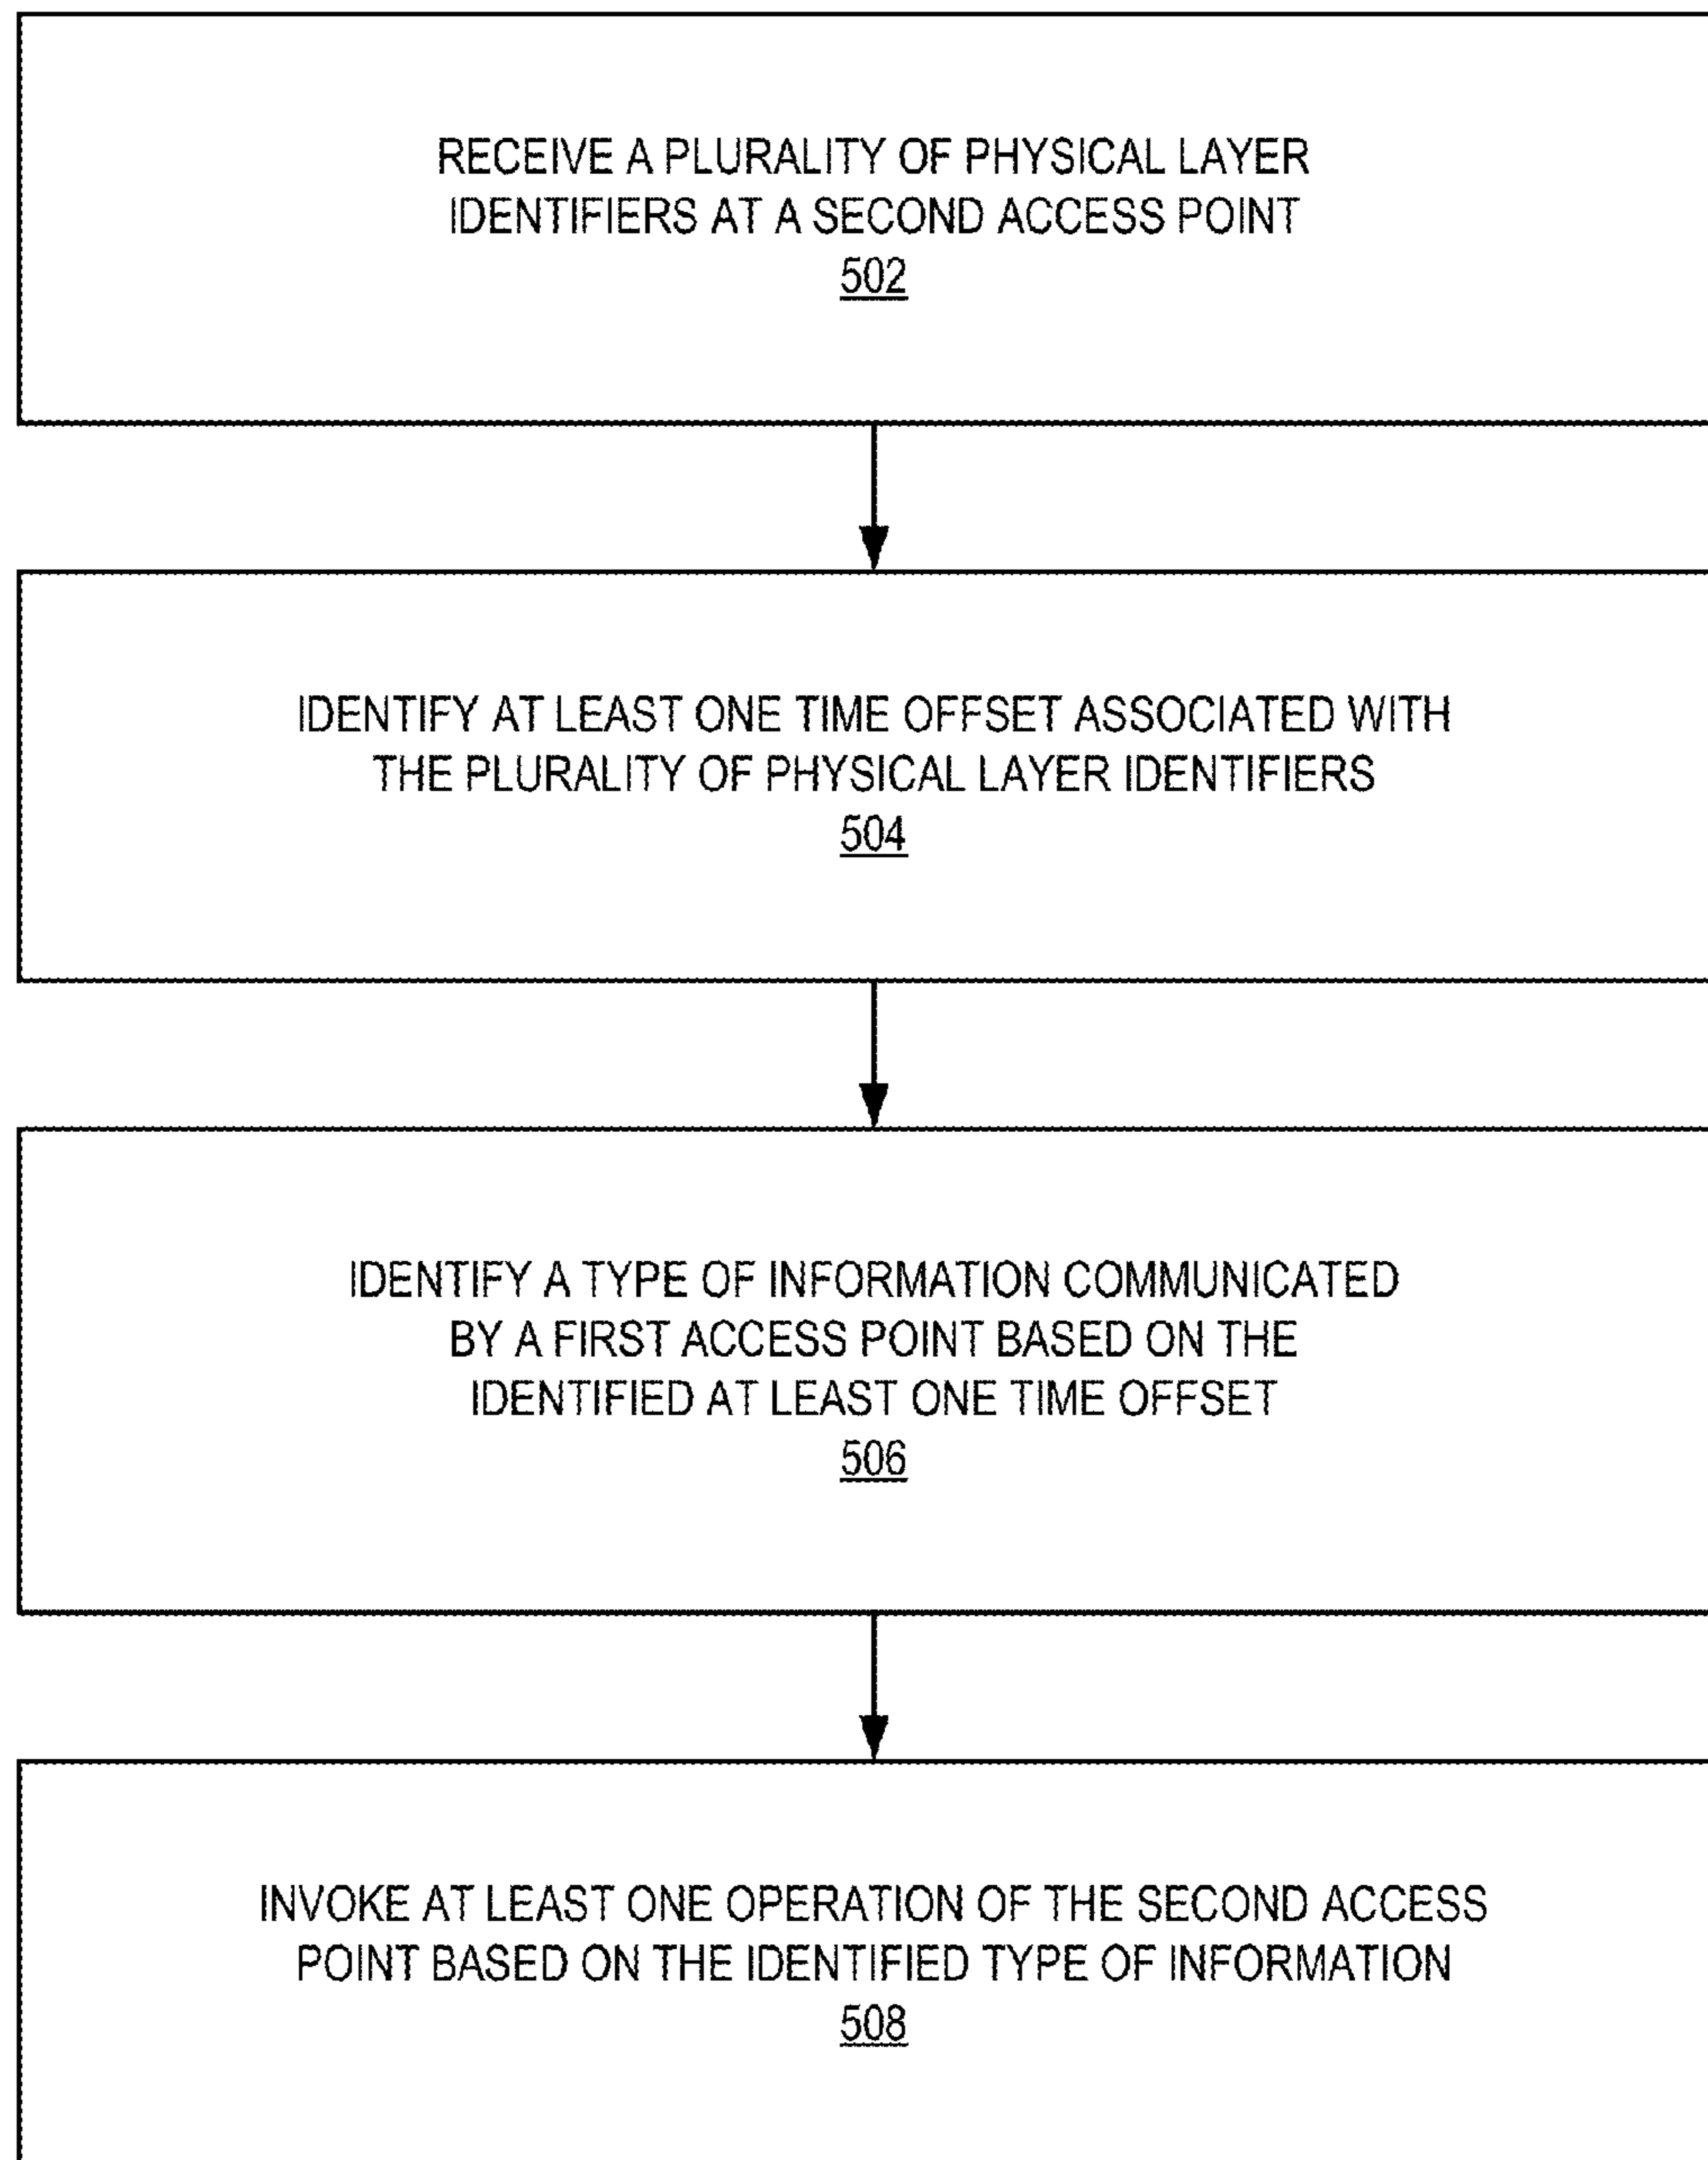 RECEIVE A PLURALITY OF PHYSICAL LAYER
IDENTIFIERS AT A SECOND ACCESS POINT
502
IDENTIFY AT LEAST ONE TIME OFFSET ASSOCIATED WITH
THE PLURALITY OF PHYSICAL LAYER IDENTIFIERS
504
IDENTIFY A TYPE OF INFORMATION COMMUNICATED
BY A FIRST ACCESS POINT BASED ON THE
IDENTIFIED AT LEAST ONE TIME OFFSET
506
INVOKE AT LEAST ONE OPERATION OF THE SECOND ACCESS
POINT BASED ON THE IDENTIFIED TYPE OF INFORMATION
508